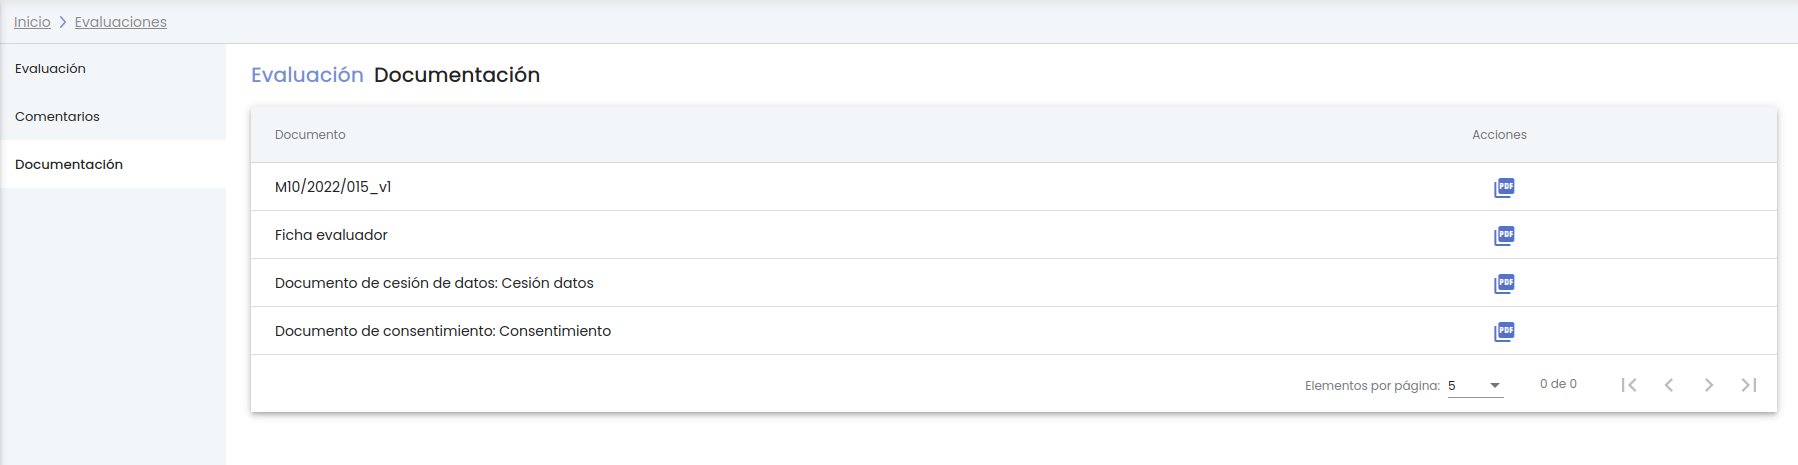 Inicio > Evaluaciones
Evaluación
Comentarios
Documentación
Evaluación Documentación
Documento Acciones
M10/2022/015_v1 PDF
Ficha evaluador PDF
Documento de cesión de datos: Cesión datos PDF
Documento de consentimiento: Consentimiento PDF
Elementos por página: 5 0 de 0